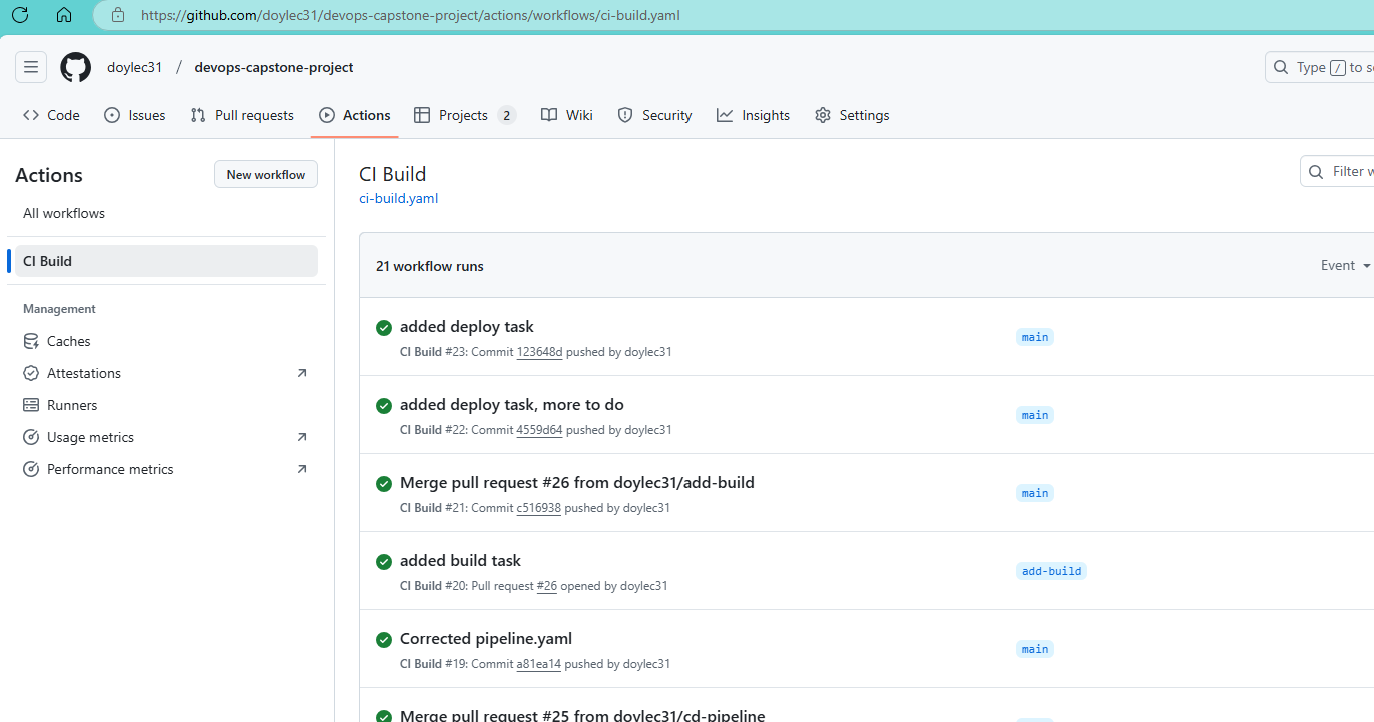 https://github.com/doylec31/devops-capstone-project/actions/workflows/ci-build.yaml
doylec31 / devops-capstone-project
Type / to s
Code Issues Pull requests Actions Projects 2 Wiki Security Insights Settings
Actions
New workflow
All workflows
CI Build
Management
Caches
Attestations
Runners
Usage metrics
Performance metrics
CI Build
ci-build.yaml
Filter w
21 workflow runs
Event
added deploy task
CI Build #23: Commit 123648d pushed by doylec31
main
added deploy task, more to do
CI Build #22: Commit 4559d64 pushed by doylec31
main
Merge pull request #26 from doylec31/add-build
CI Build #21: Commit c516938 pushed by doylec31
main
added build task
CI Build #20: Pull request #26 opened by doylec31
add-build
Corrected pipeline.yaml
CI Build #19: Commit a81ea14 pushed by doylec31
main
Merge pull request #25 from doylec31/cd-pipeline